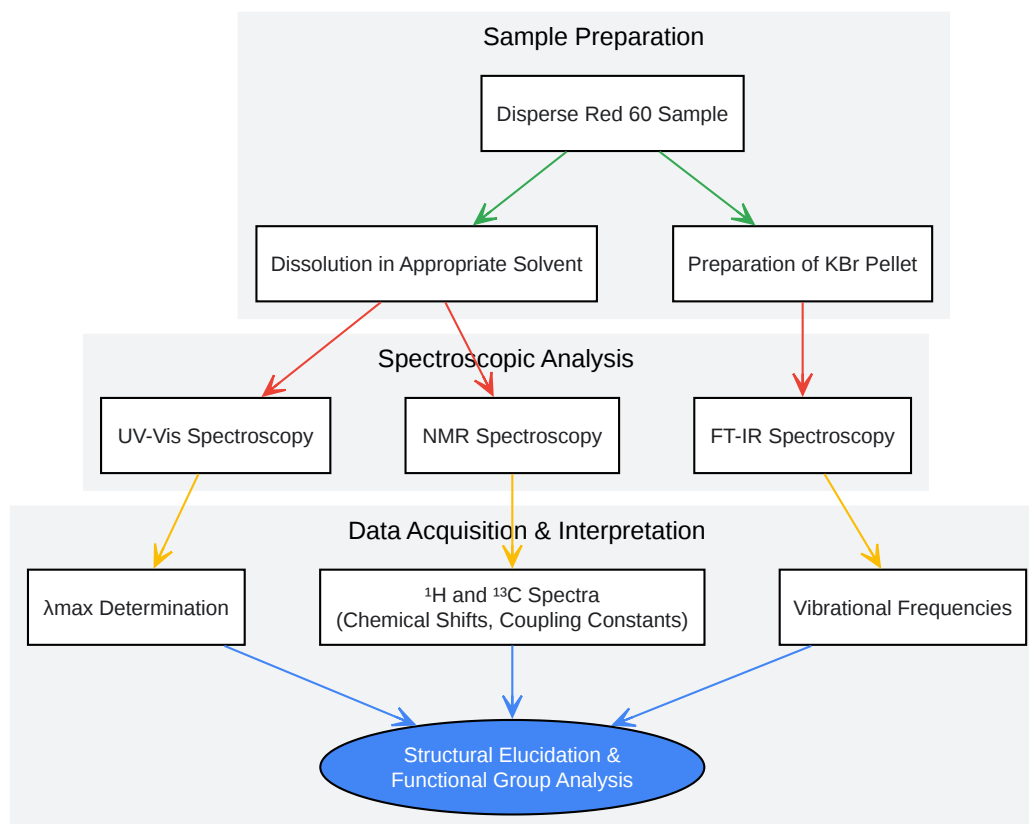 Sample Preparation
Disperse Red 60 Sample
Dissolution in Appropriate Solvent
Preparation of KBr Pellet
Spectroscopic Analysis
UV-Vis Spectroscopy
NMR Spectroscopy
FT-IR Spectroscopy
Data Acquisition & Interpretation
λmax Determination
¹H and ¹³C Spectra
(Chemical Shifts, Coupling Constants)
Vibrational Frequencies
Structural Elucidation &
Functional Group Analysis